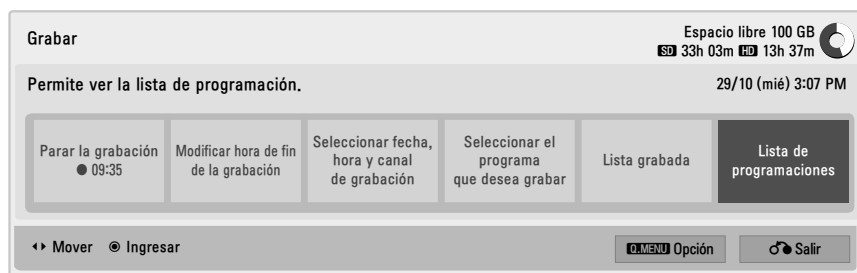 Grabar
Espacio libre 100 GB
SD 33h 03m HD 13h 37m
Permite ver la lista de programación.
29/10 (mié) 3:07 PM
Parar la grabación
● 09:35
Modificar hora de fin
de la grabación
Seleccionar fecha,
hora y canal
de grabación
Seleccionar el
programa
que desea grabar
Lista grabada
Lista de
programaciones
Mover
Ingresar
Q.MENU Opción
Salir